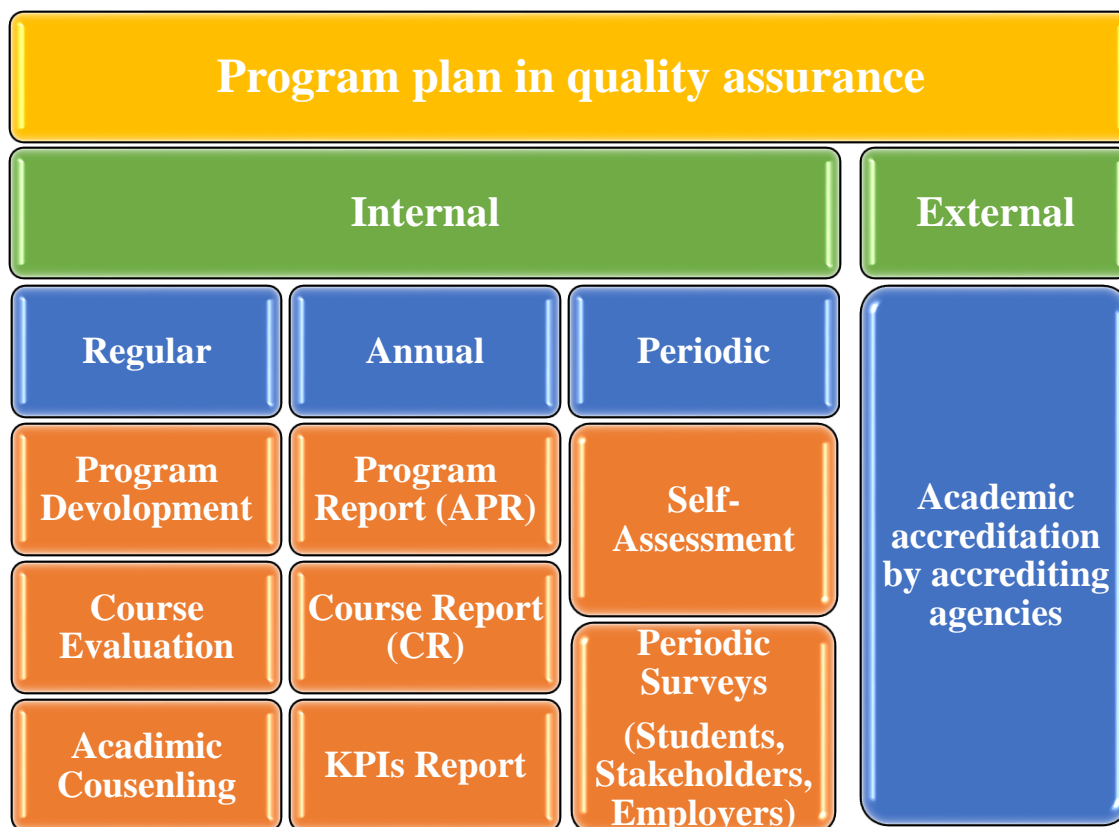 Program plan in quality assurance
Internal
External
Regular
Annual
Periodic
Program
Devolopment
Program
Report (APR)
Self-
Assessment
Academic
accreditation
by accrediting
agencies
Course
Evaluation
Course Report
(CR)
Periodic
Surveys
(Students,
Stakeholders,
Employers)
Acadimic
Cousenling
KPIs Report